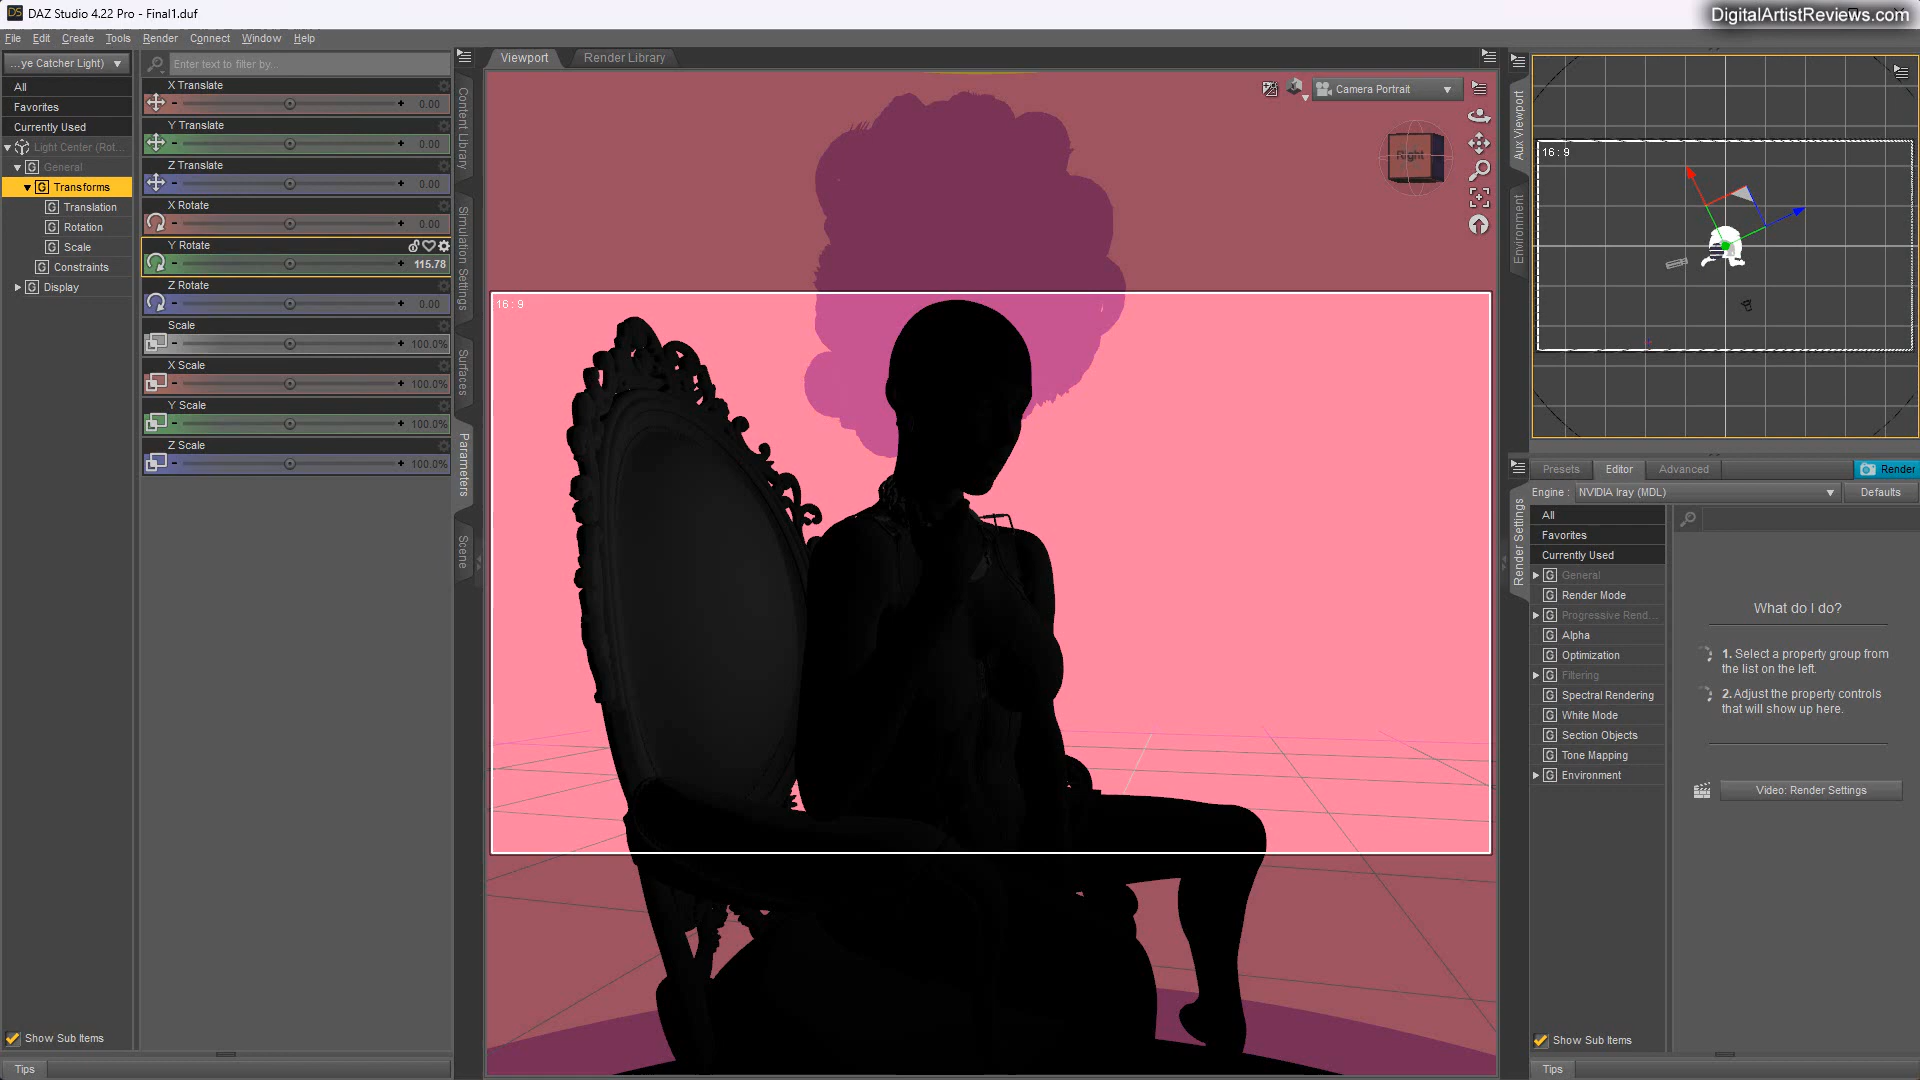 DAZ Studio 4.22 Pro - Final1.duf
DigitalArtistReviews.com
File Edit Create Tools Render Connect Window Help
...ye Catcher Light)
All
Favorites
Currently Used
Light Center (Rot...
General
Transforms
Translation
Rotation
Scale
Constraints
Display
Show Sub Items
Tips
Enter text to filter by...
X Translate
0.00
Y Translate
0.00
Z Translate
0.00
X Rotate
0.00
Y Rotate
115.78
Z Rotate
0.00
Scale
100.0%
X Scale
100.0%
Y Scale
100.0%
Z Scale
100.0%
Content Library
Simulation Settings
Surfaces
Parameters
Scene
Viewport
Render Library
Camera Portrait
Right
16 : 9
Aux Viewport
Environment
16 : 9
Render Settings
Presets Editor Advanced Render
Engine : NVIDIA Iray (MDL) Defaults
All
Favorites
Currently Used
General
Render Mode
Progressive Rend...
Alpha
Optimization
Filtering
Spectral Rendering
White Mode
Section Objects
Tone Mapping
Environment
Show Sub Items
Tips
What do I do?
1. Select a property group from
the list on the left.
2. Adjust the property controls
that will show up here.
Video: Render Settings